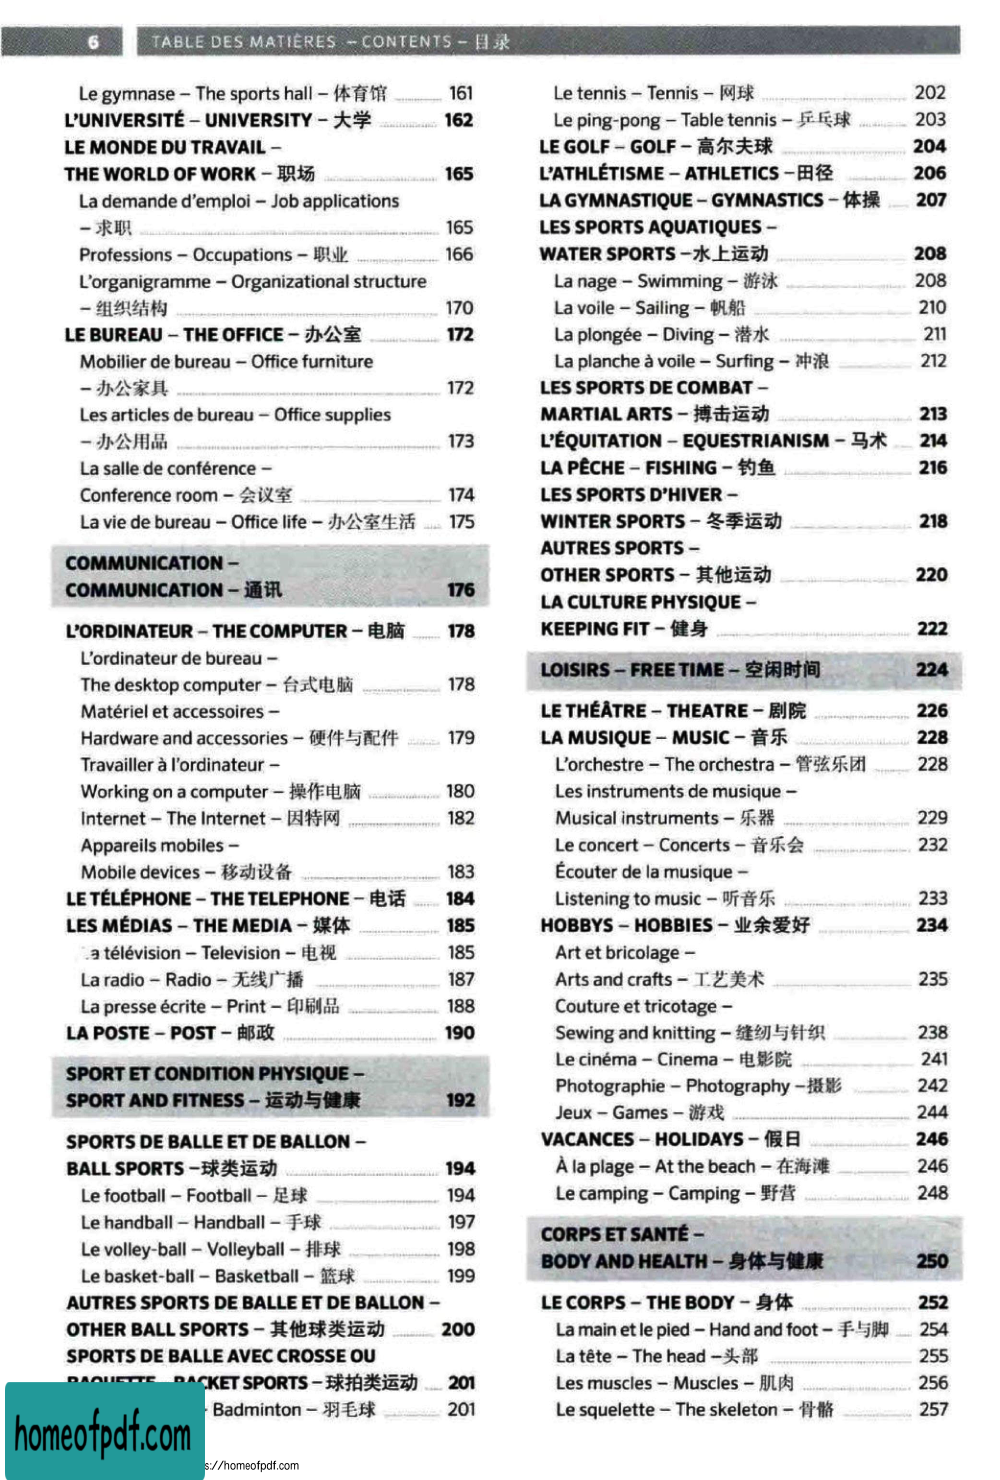 6 TABLE DES MATIÈRES – CONTENTS – 目录
Le gymnase – The sports hall – 体育馆 161
L'UNIVERSITÉ – UNIVERSITY – 大学 162
LE MONDE DU TRAVAIL –
THE WORLD OF WORK – 职场 165
La demande d'emploi – Job applications
– 求职 165
Professions – Occupations – 职业 166
L'organigramme – Organizational structure
– 组织结构 170
LE BUREAU – THE OFFICE – 办公室 172
Mobilier de bureau – Office furniture
– 办公家具 172
Les articles de bureau – Office supplies
– 办公用品 173
La salle de conférence –
Conference room – 会议室 174
La vie de bureau – Office life – 办公室生活 175
COMMUNICATION –
COMMUNICATION – 通讯 176
L'ORDINATEUR – THE COMPUTER – 电脑 178
L'ordinateur de bureau –
The desktop computer – 台式电脑 178
Matériel et accessoires –
Hardware and accessories – 硬件与配件 179
Travailler à l'ordinateur –
Working on a computer – 操作电脑 180
Internet – The Internet – 因特网 182
Appareils mobiles –
Mobile devices – 移动设备 183
LE TÉLÉPHONE – THE TELEPHONE – 电话 184
LES MÉDIAS – THE MEDIA – 媒体 185
a télévision – Television – 电视 185
La radio – Radio – 无线广播 187
La presse écrite – Print – 印刷品 188
LA POSTE – POST – 邮政 190
SPORT ET CONDITION PHYSIQUE –
SPORT AND FITNESS – 运动与健康 192
SPORTS DE BALLE ET DE BALLON –
BALL SPORTS –球类运动 194
Le football – Football – 足球 194
Le handball – Handball – 手球 197
Le volley-ball – Volleyball – 排球 198
Le basket-ball – Basketball – 篮球 199
AUTRES SPORTS DE BALLE ET DE BALLON –
OTHER BALL SPORTS – 其他球类运动 200
SPORTS DE BALLE AVEC CROSSE OU
RAQUETTE – RACKET SPORTS – 球拍类运动 201
– Badminton – 羽毛球 201
Le tennis – Tennis – 网球 202
Le ping-pong – Table tennis – 乒乓球 203
LE GOLF – GOLF – 高尔夫球 204
L'ATHLÉTISME – ATHLETICS –田径 206
LA GYMNASTIQUE – GYMNASTICS – 体操 207
LES SPORTS AQUATIQUES –
WATER SPORTS –水上运动 208
La nage – Swimming – 游泳 208
La voile – Sailing – 帆船 210
La plongée – Diving – 潜水 211
La planche à voile – Surfing – 冲浪 212
LES SPORTS DE COMBAT –
MARTIAL ARTS – 搏击运动 213
L'ÉQUITATION – EQUESTRIANISM – 马术 214
LA PÊCHE – FISHING – 钓鱼 216
LES SPORTS D'HIVER –
WINTER SPORTS – 冬季运动 218
AUTRES SPORTS –
OTHER SPORTS – 其他运动 220
LA CULTURE PHYSIQUE –
KEEPING FIT – 健身 222
LOISIRS – FREE TIME – 空闲时间 224
LE THÉÂTRE – THEATRE – 剧院 226
LA MUSIQUE – MUSIC – 音乐 228
L'orchestre – The orchestra – 管弦乐团 228
Les instruments de musique –
Musical instruments – 乐器 229
Le concert – Concerts – 音乐会 232
Écouter de la musique –
Listening to music – 听音乐 233
HOBBYS – HOBBIES – 业余爱好 234
Art et bricolage –
Arts and crafts – 工艺美术 235
Couture et tricotage –
Sewing and knitting – 缝纫与针织 238
Le cinéma – Cinema – 电影院 241
Photographie – Photography –摄影 242
Jeux – Games – 游戏 244
VACANCES – HOLIDAYS – 假日 246
À la plage – At the beach – 在海滩 246
Le camping – Camping – 野营 248
CORPS ET SANTÉ –
BODY AND HEALTH – 身体与健康 250
LE CORPS – THE BODY – 身体 252
La main et le pied – Hand and foot – 手与脚 254
La tête – The head –头部 255
Les muscles – Muscles – 肌肉 256
Le squelette – The skeleton – 骨骼 257
homeofpdf.com
s://homeofpdf.com